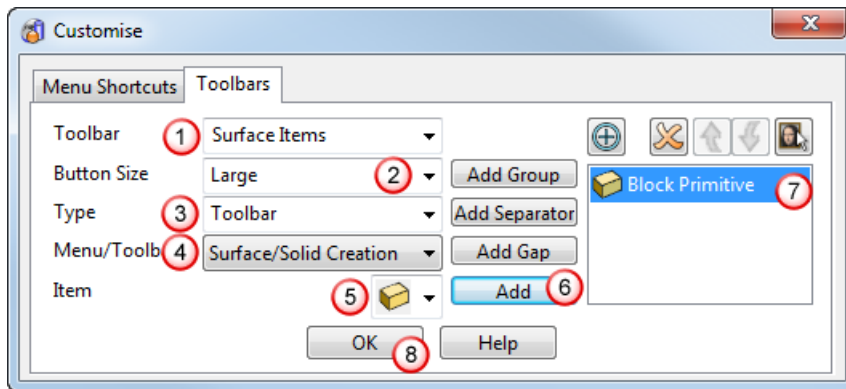 Customise
Menu Shortcuts Toolbars
Toolbar 1 Surface Items
Button Size Large 2 Add Group
Block Primitive 7
Type 3 Toolbar Add Separator
Menu/Toolb 4 Surface/Solid Creation Add Gap
Item 5 Add 6
OK 8 Help